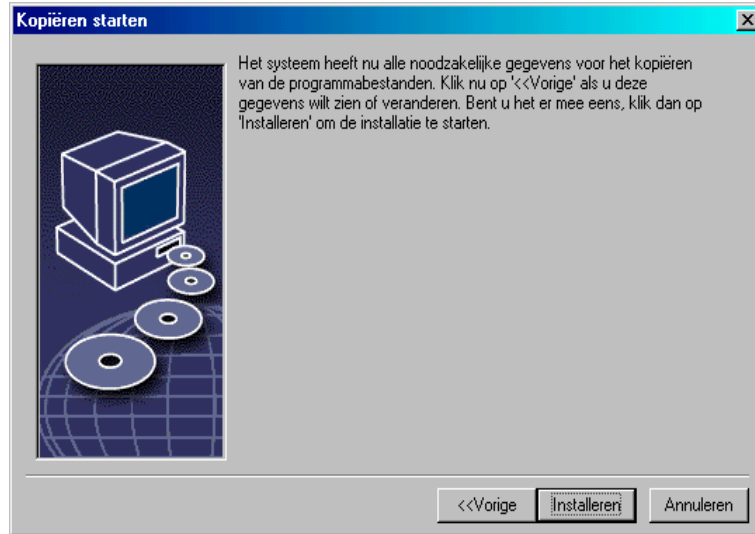 Kopiëren starten
Het systeem heeft nu alle noodzakelijke gegevens voor het kopiëren
van de programmabestanden. Klik nu op '<<Vorige' als u deze
gegevens wilt zien of veranderen. Bent u het er mee eens, klik dan op
'Installeren' om de installatie te starten.
<<Vorige
Installeren
Annuleren